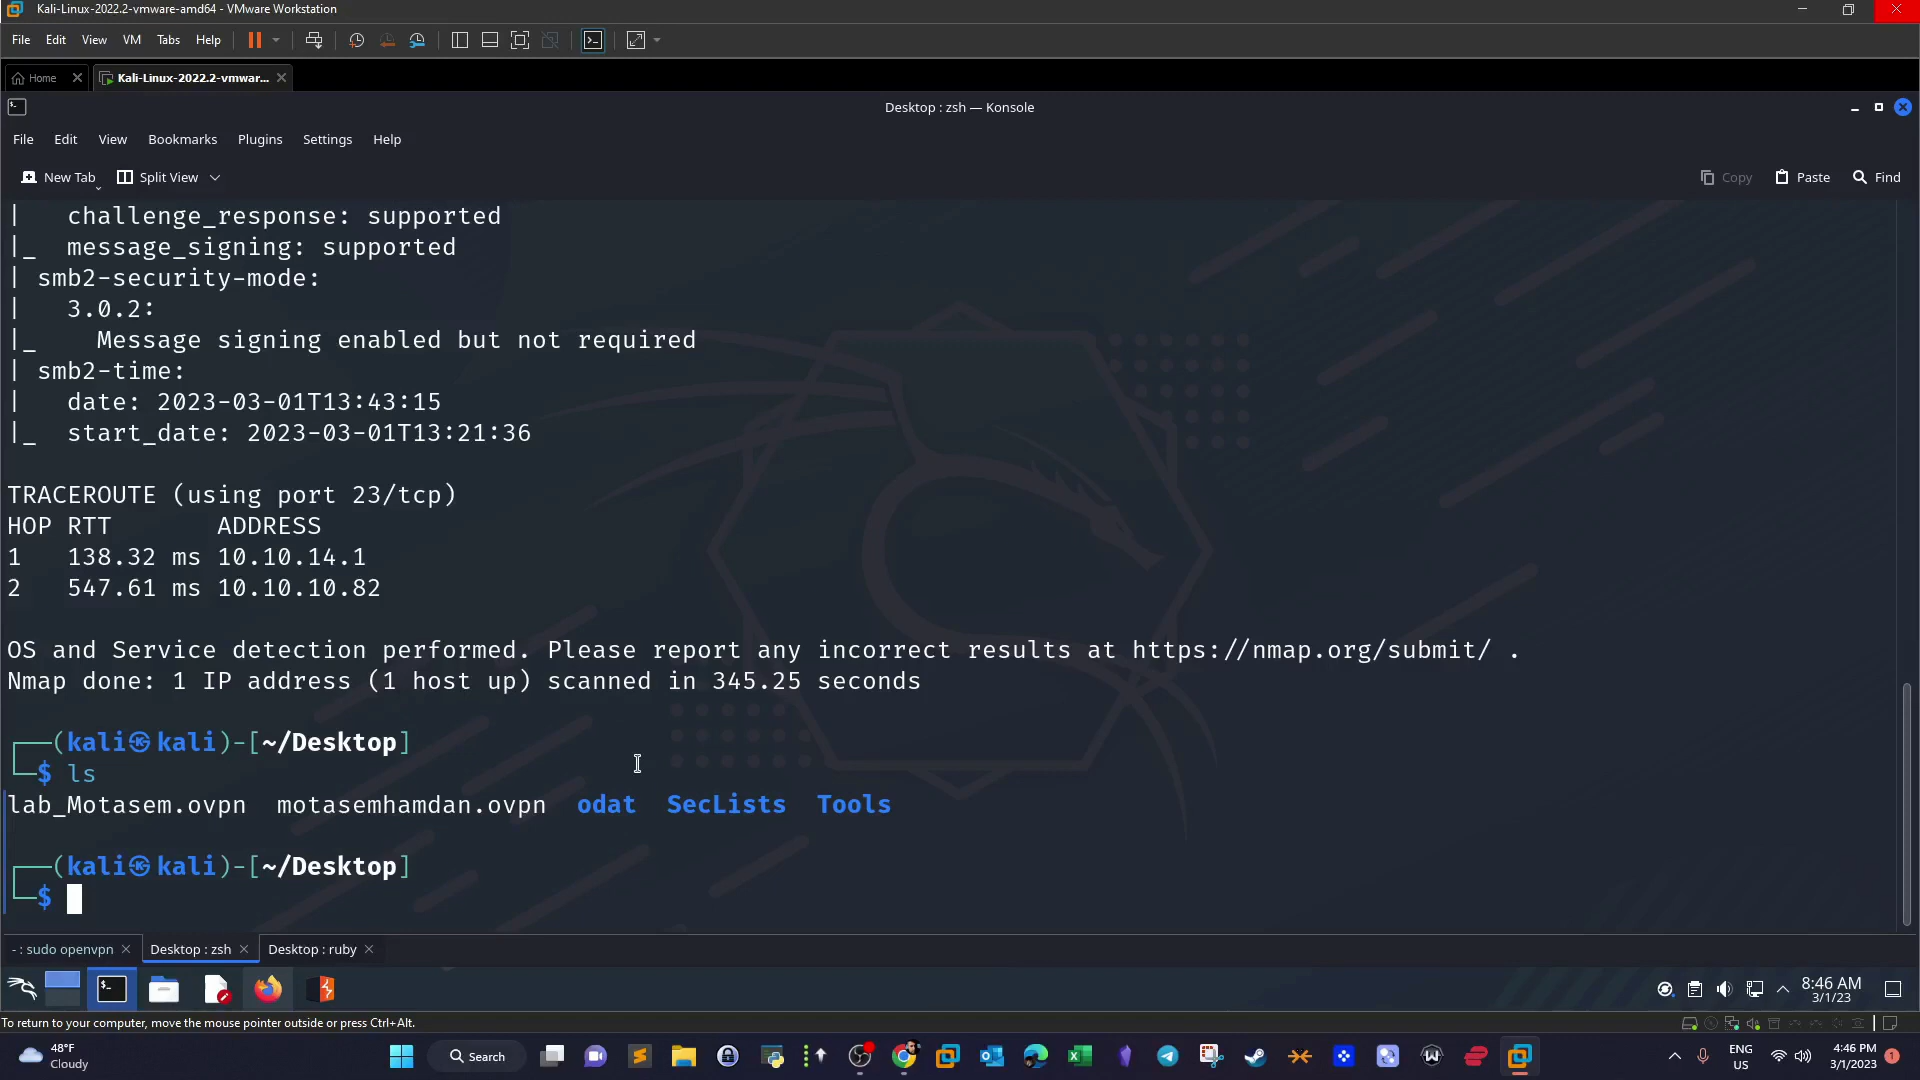 Kali-Linux-2022.2-vmware-amd64 - VMware Workstation
File Edit View VM Tabs Help
Home
Kali-Linux-2022.2-vmwar...
Desktop : zsh — Konsole
File Edit View Bookmarks Plugins Settings Help
New Tab Split View Copy Paste Find
|   challenge_response: supported
|_  message_signing: supported
| smb2-security-mode:
|   3.0.2:
|_    Message signing enabled but not required
| smb2-time:
|   date: 2023-03-01T13:43:15
|_  start_date: 2023-03-01T13:21:36
TRACEROUTE (using port 23/tcp)
HOP RTT       ADDRESS
1   138.32 ms 10.10.14.1
2   547.61 ms 10.10.10.82
OS and Service detection performed. Please report any incorrect results at https://nmap.org/submit/ .
Nmap done: 1 IP address (1 host up) scanned in 345.25 seconds
┌──(kali㉿kali)-[~/Desktop]
└─$ ls
lab_Motasem.ovpn  motasemhamdan.ovpn  odat  SecLists  Tools
┌──(kali㉿kali)-[~/Desktop]
└─$
- : sudo openvpn
Desktop : zsh
Desktop : ruby
8:46 AM
3/1/23
To return to your computer, move the mouse pointer outside or press Ctrl+Alt.
48°F
Cloudy
Search
ENG
US
4:46 PM
3/1/2023
1